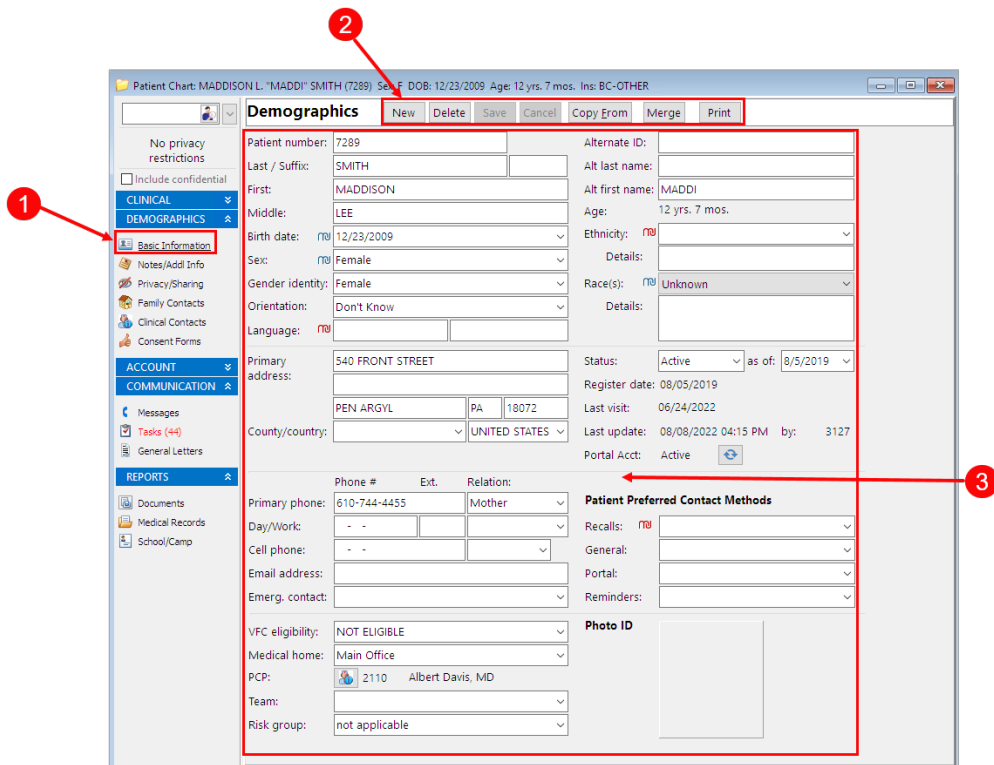 2
Patient Chart: MADDISON L. "MADDI" SMITH (7289) Sex F DOB: 12/23/2009 Age: 12 yrs. 7 mos. Ins: BC-OTHER
Demographics New Delete Save Cancel Copy From Merge Print
No privacy
restrictions
Include confidential
1
CLINICAL
DEMOGRAPHICS
Basic Information
Notes/Addl Info
Privacy/Sharing
Family Contacts
Clinical Contacts
Consent Forms
ACCOUNT
COMMUNICATION
Messages
Tasks (44)
General Letters
REPORTS
Documents
Medical Records
School/Camp
Patient number: 7289
Last / Suffix: SMITH
First: MADDISON
Middle: LEE
Birth date: 12/23/2009
Sex: Female
Gender identity: Female
Orientation: Don't Know
Language:
Alternate ID:
Alt last name:
Alt first name: MADDI
Age: 12 yrs. 7 mos.
Ethnicity:
Details:
Race(s): Unknown
Details:
Primary
address:
540 FRONT STREET
PEN ARGYL PA 18072
County/country: UNITED STATES
Status: Active as of: 8/5/2019
Register date: 08/05/2019
Last visit: 06/24/2022
Last update: 08/08/2022 04:15 PM by: 3127
Portal Acct: Active
3
Phone # Ext. Relation:
Primary phone: 610-744-4455 Mother
Day/Work: - -
Cell phone: - -
Email address:
Emerg. contact:
Patient Preferred Contact Methods
Recalls:
General:
Portal:
Reminders:
VFC eligibility: NOT ELIGIBLE
Medical home: Main Office
PCP: 2110 Albert Davis, MD
Team:
Risk group: not applicable
Photo ID